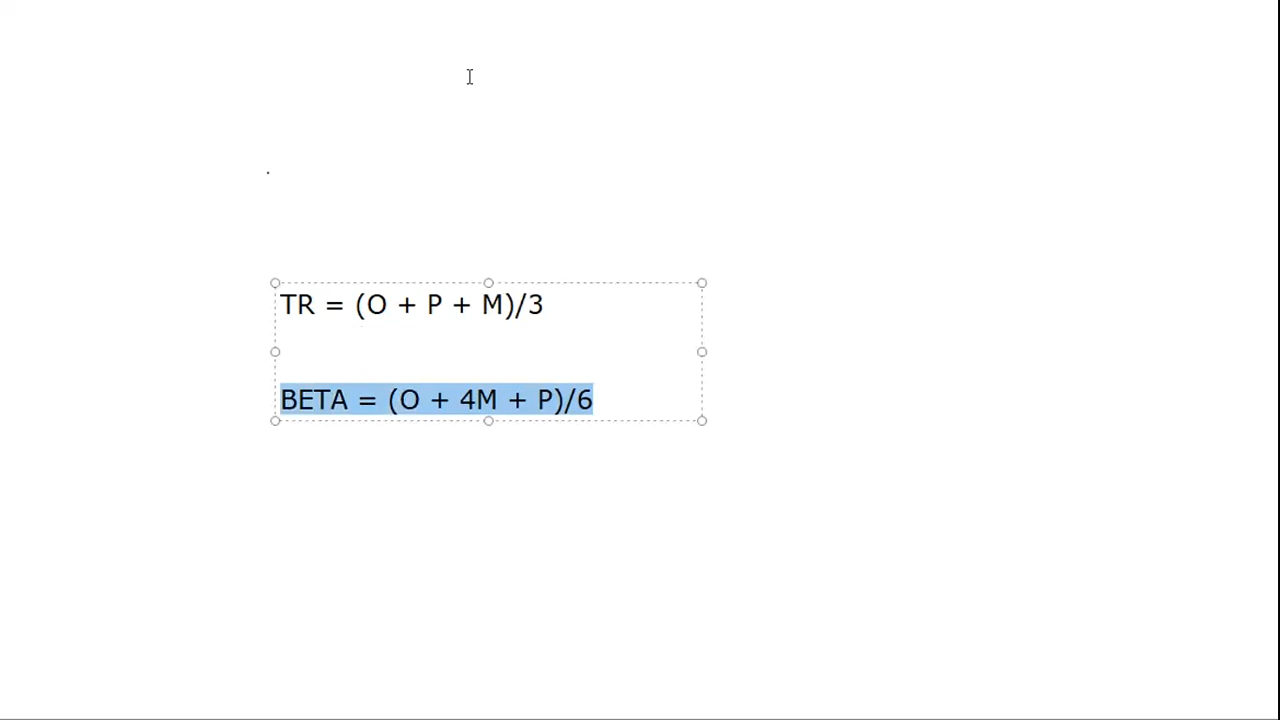 TR = (O + P + M)/3
BETA = (O + 4M + P)/6